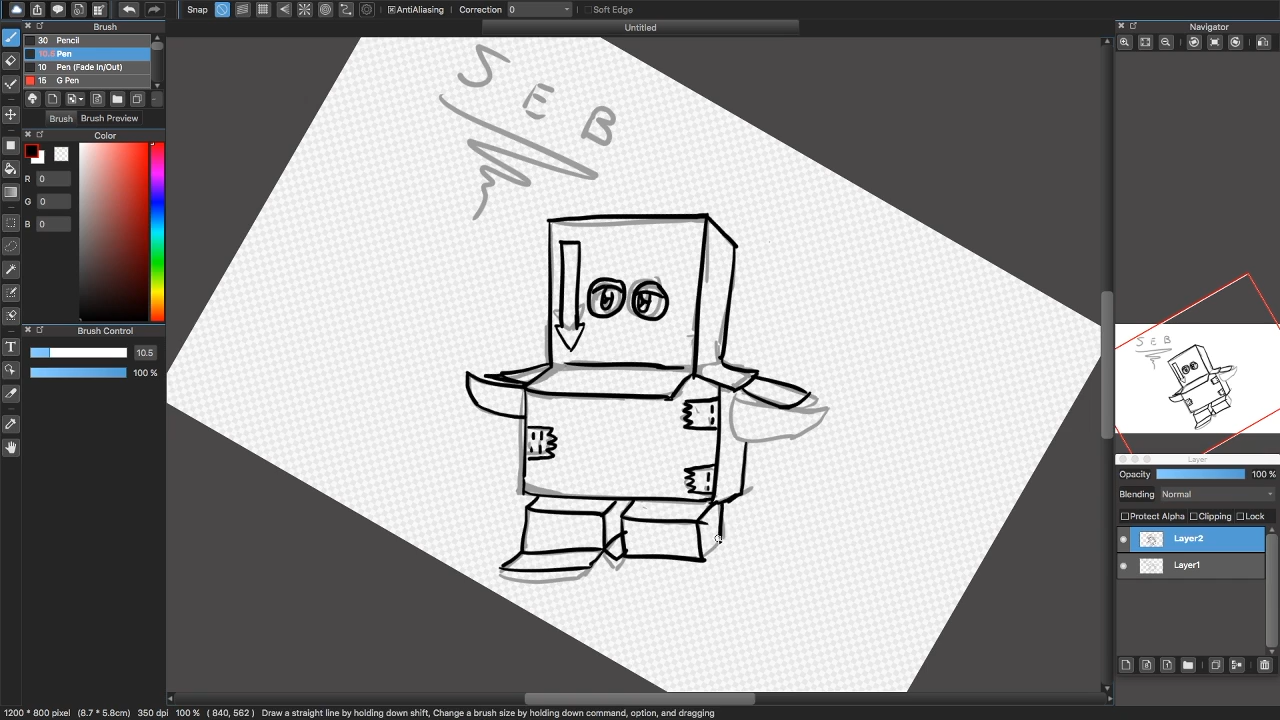 Snap AntiAliasing Correction 0 Soft Edge
Untitled
Brush
30 Pencil
10.5 Pen
10 Pen (Fade In/Out)
15 G Pen
Brush Brush Preview
Color
R 0
G 0
B 0
Brush Control
10.5
100 %
S E B
Navigator
S E B
Layer
Opacity 100 %
Blending Normal
Protect Alpha Clipping Lock
Layer2
Layer1
1200 * 800 pixel (8.7 * 5.8cm) 350 dpi 100 % ( 840, 562 ) Draw a straight line by holding down shift, Change a brush size by holding down command, option, and dragging